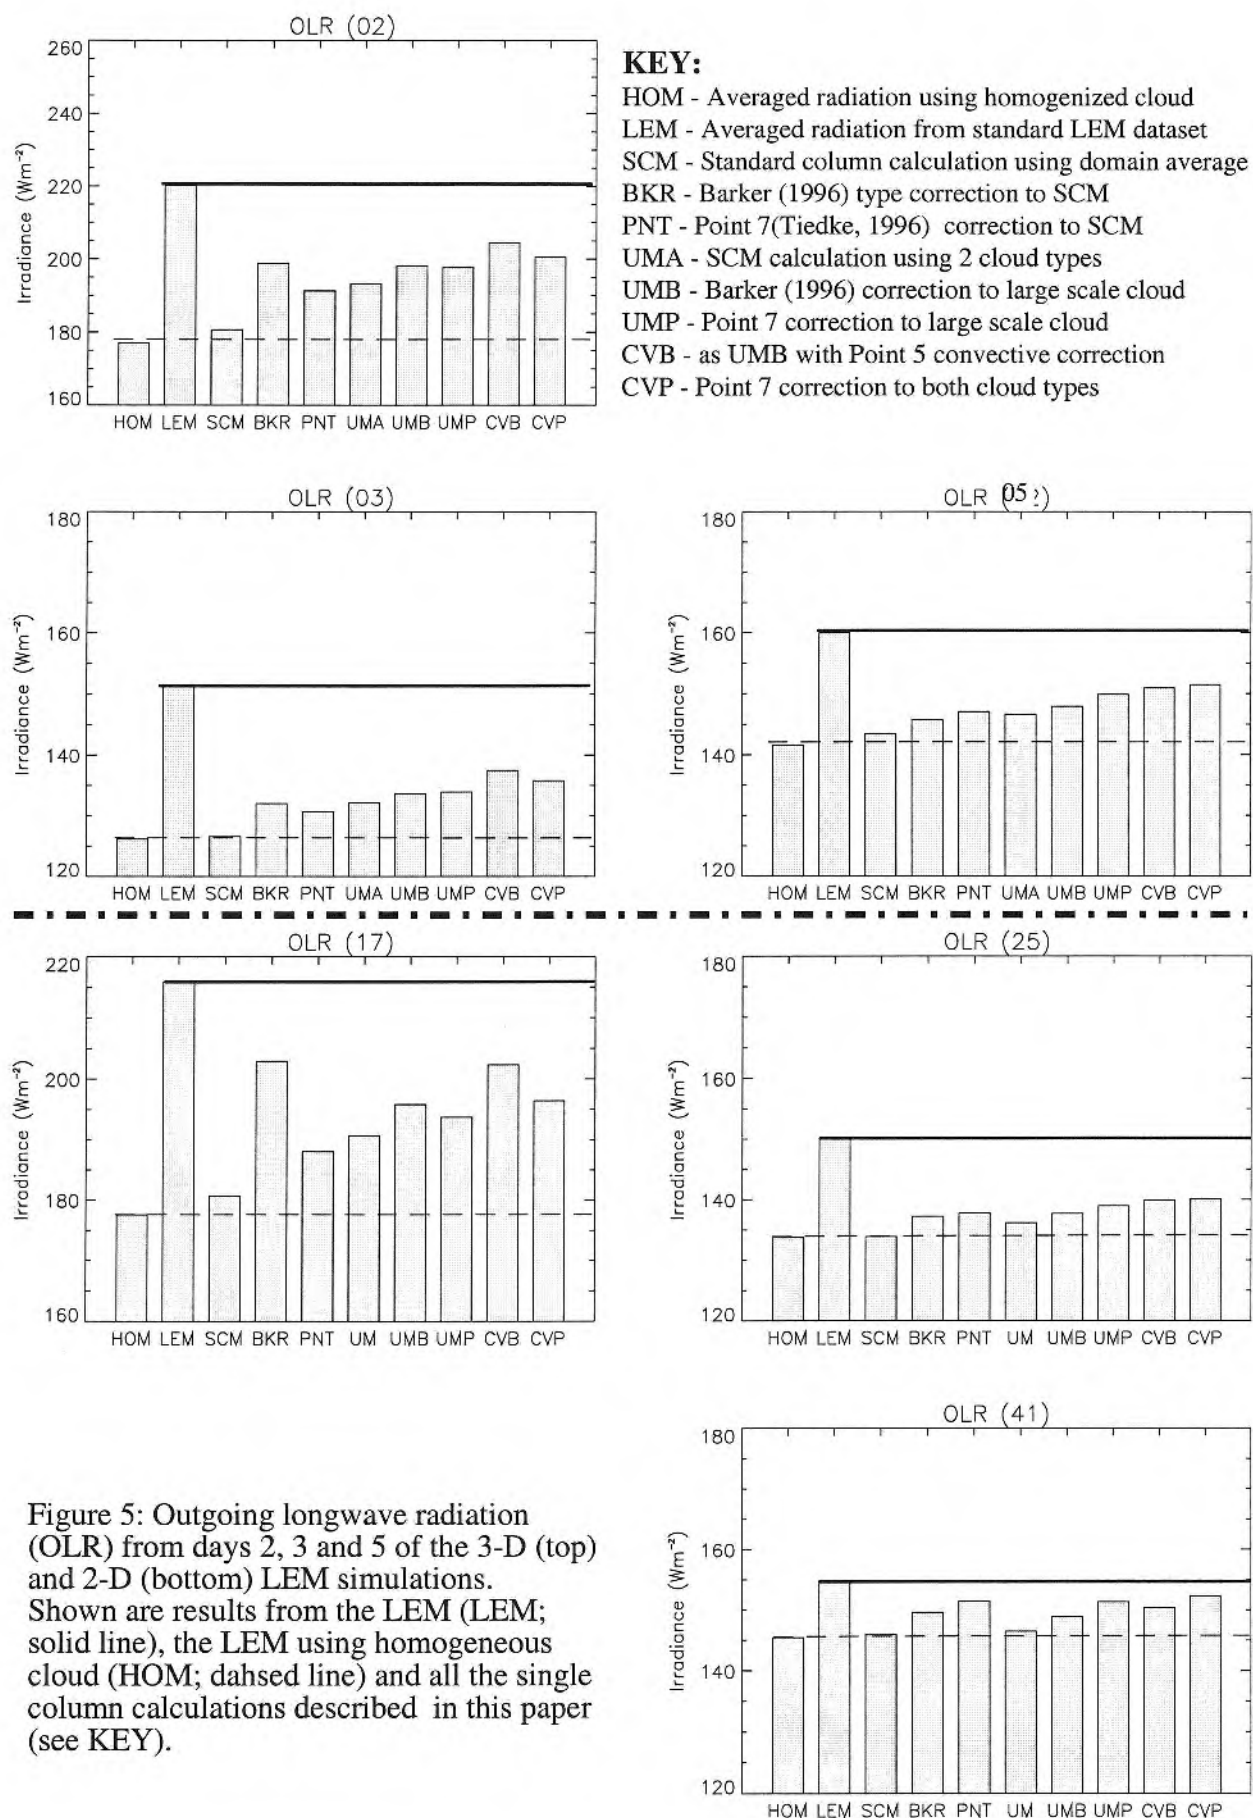 OLR (02)
260
240
220
200
180
160
Irradiance (Wm⁻²)
HOM LEM SCM BKR PNT UMA UMB UMP CVB CVP
KEY:
HOM - Averaged radiation using homogenized cloud
LEM - Averaged radiation from standard LEM dataset
SCM - Standard column calculation using domain average
BKR - Barker (1996) type correction to SCM
PNT - Point 7(Tiedke, 1996) correction to SCM
UMA - SCM calculation using 2 cloud types
UMB - Barker (1996) correction to large scale cloud
UMP - Point 7 correction to large scale cloud
CVB - as UMB with Point 5 convective correction
CVP - Point 7 correction to both cloud types
OLR (03)
180
160
140
120
Irradiance (Wm⁻²)
HOM LEM SCM BKR PNT UMA UMB UMP CVB CVP
OLR (05)
180
160
140
120
Irradiance (Wm⁻²)
HOM LEM SCM BKR PNT UMA UMB UMP CVB CVP
OLR (17)
220
200
180
160
Irradiance (Wm⁻²)
HOM LEM SCM BKR PNT UM UMB UMP CVB CVP
OLR (25)
180
160
140
120
Irradiance (Wm⁻²)
HOM LEM SCM BKR PNT UM UMB UMP CVB CVP
OLR (41)
180
160
140
120
Irradiance (Wm⁻²)
HOM LEM SCM BKR PNT UM UMB UMP CVB CVP
Figure 5: Outgoing longwave radiation
(OLR) from days 2, 3 and 5 of the 3-D (top)
and 2-D (bottom) LEM simulations.
Shown are results from the LEM (LEM;
solid line), the LEM using homogeneous
cloud (HOM; dahsed line) and all the single
column calculations described in this paper
(see KEY).